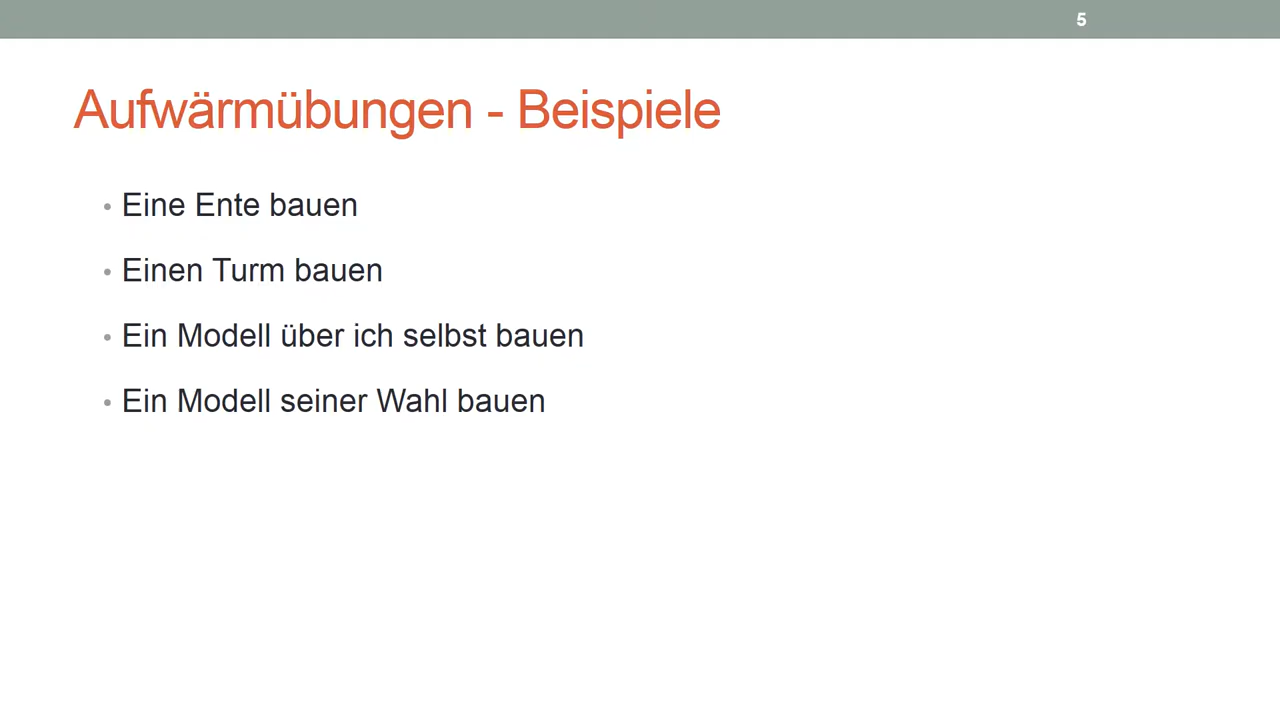 5
Aufwärmübungen - Beispiele
• Eine Ente bauen
• Einen Turm bauen
• Ein Modell über ich selbst bauen
• Ein Modell seiner Wahl bauen